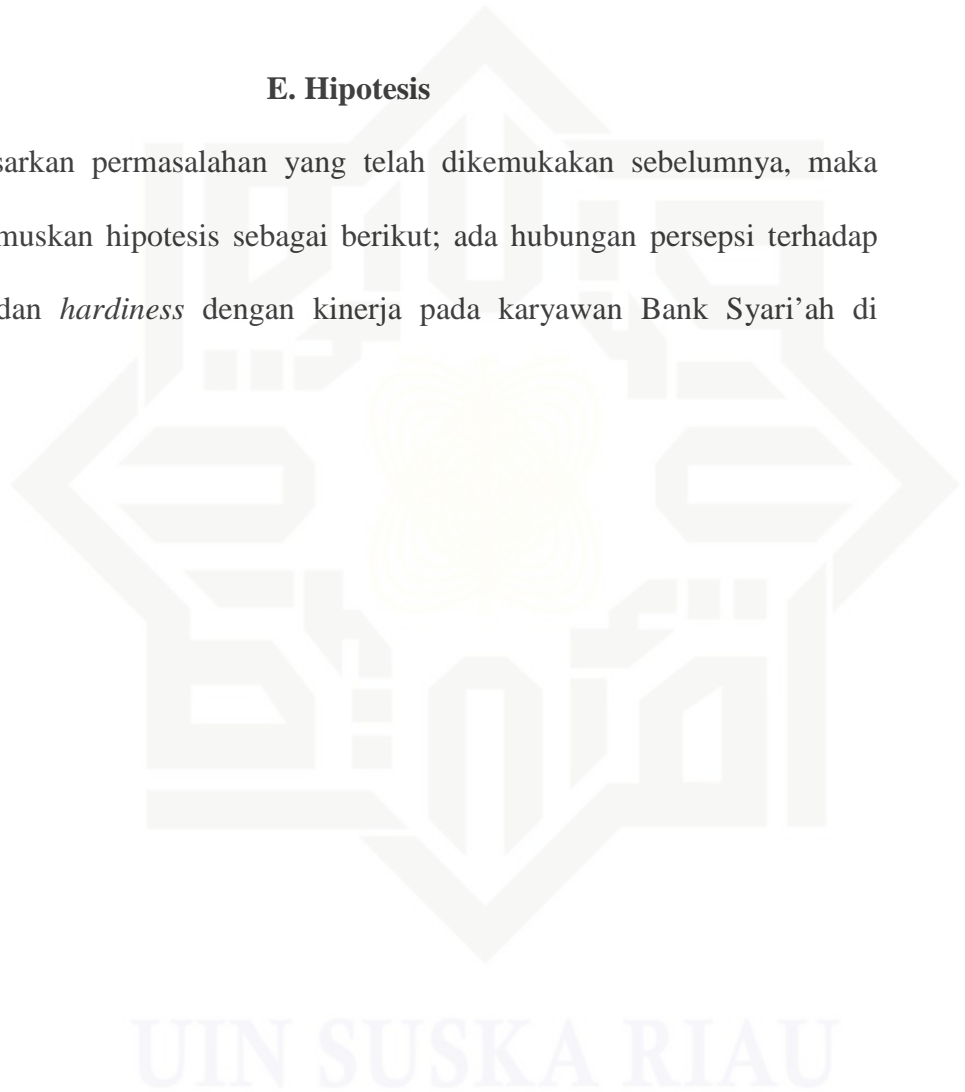 E. Hipotesis
sarkan permasalahan yang telah dikemukakan sebelumnya, maka
muskan hipotesis sebagai berikut; ada hubungan persepsi terhadap
dan hardiness dengan kinerja pada karyawan Bank Syari’ah di
UIN SUSKA RIAU